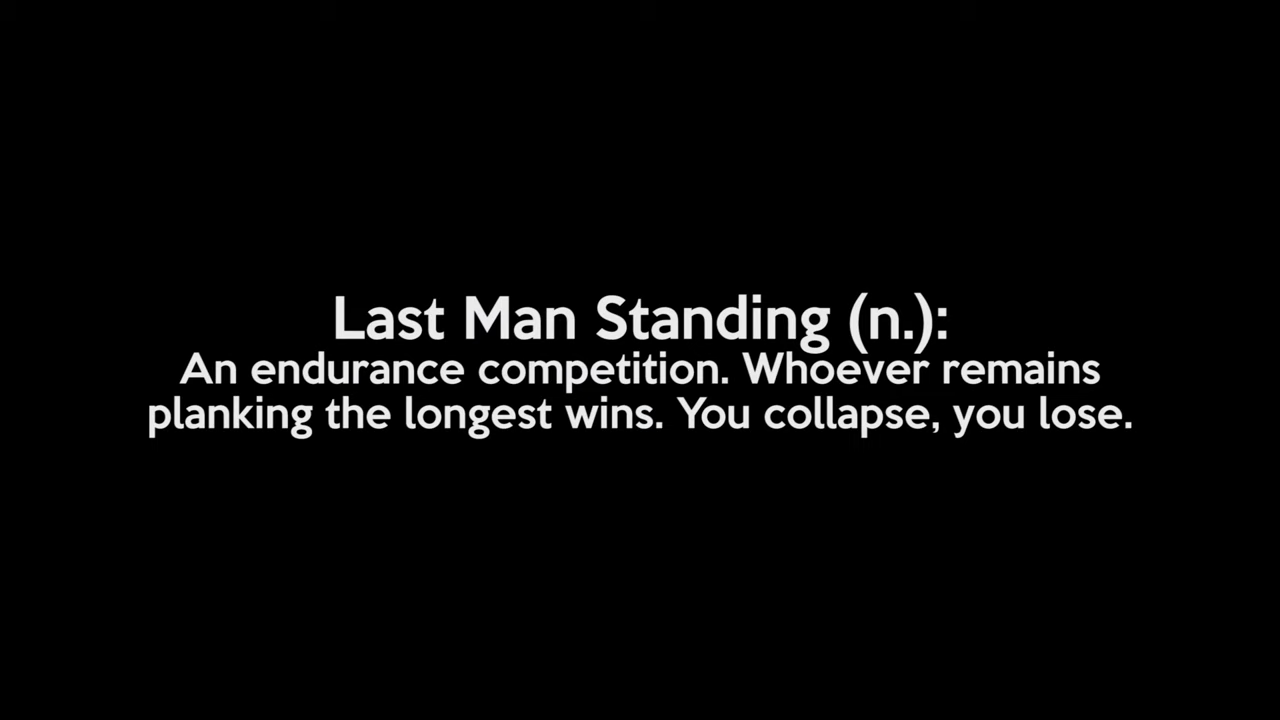 Last Man Standing (n.):
An endurance competition. Whoever remains
planking the longest wins. You collapse, you lose.